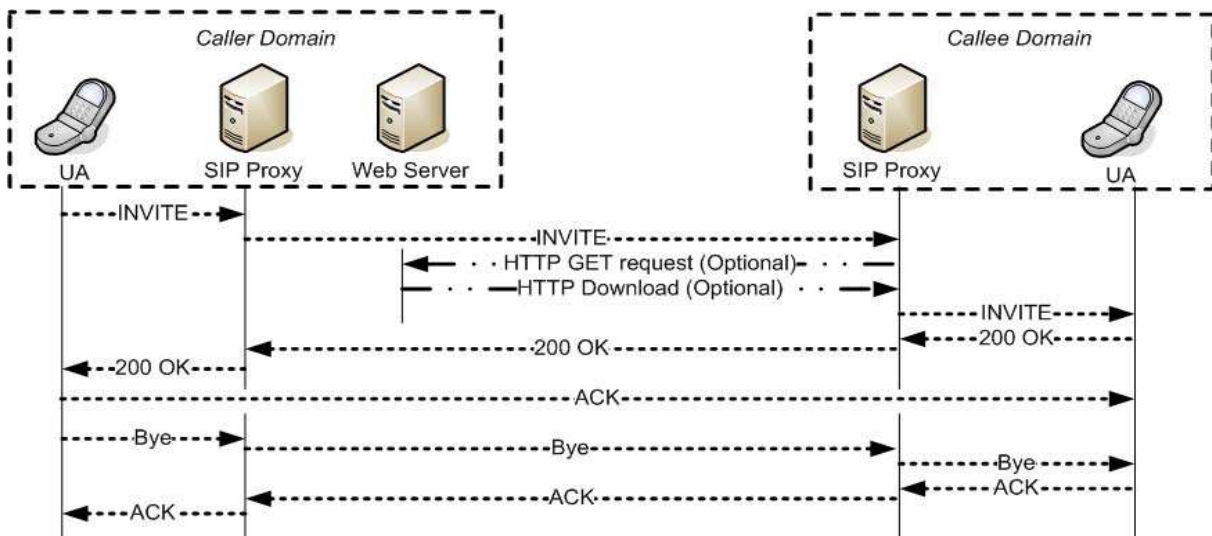 Caller Domain
Callee Domain
UA
SIP Proxy
Web Server
SIP Proxy
UA
INVITE
INVITE
HTTP GET request (Optional)
HTTP Download (Optional)
INVITE
200 OK
200 OK
200 OK
ACK
Bye
Bye
Bye
ACK
ACK
ACK